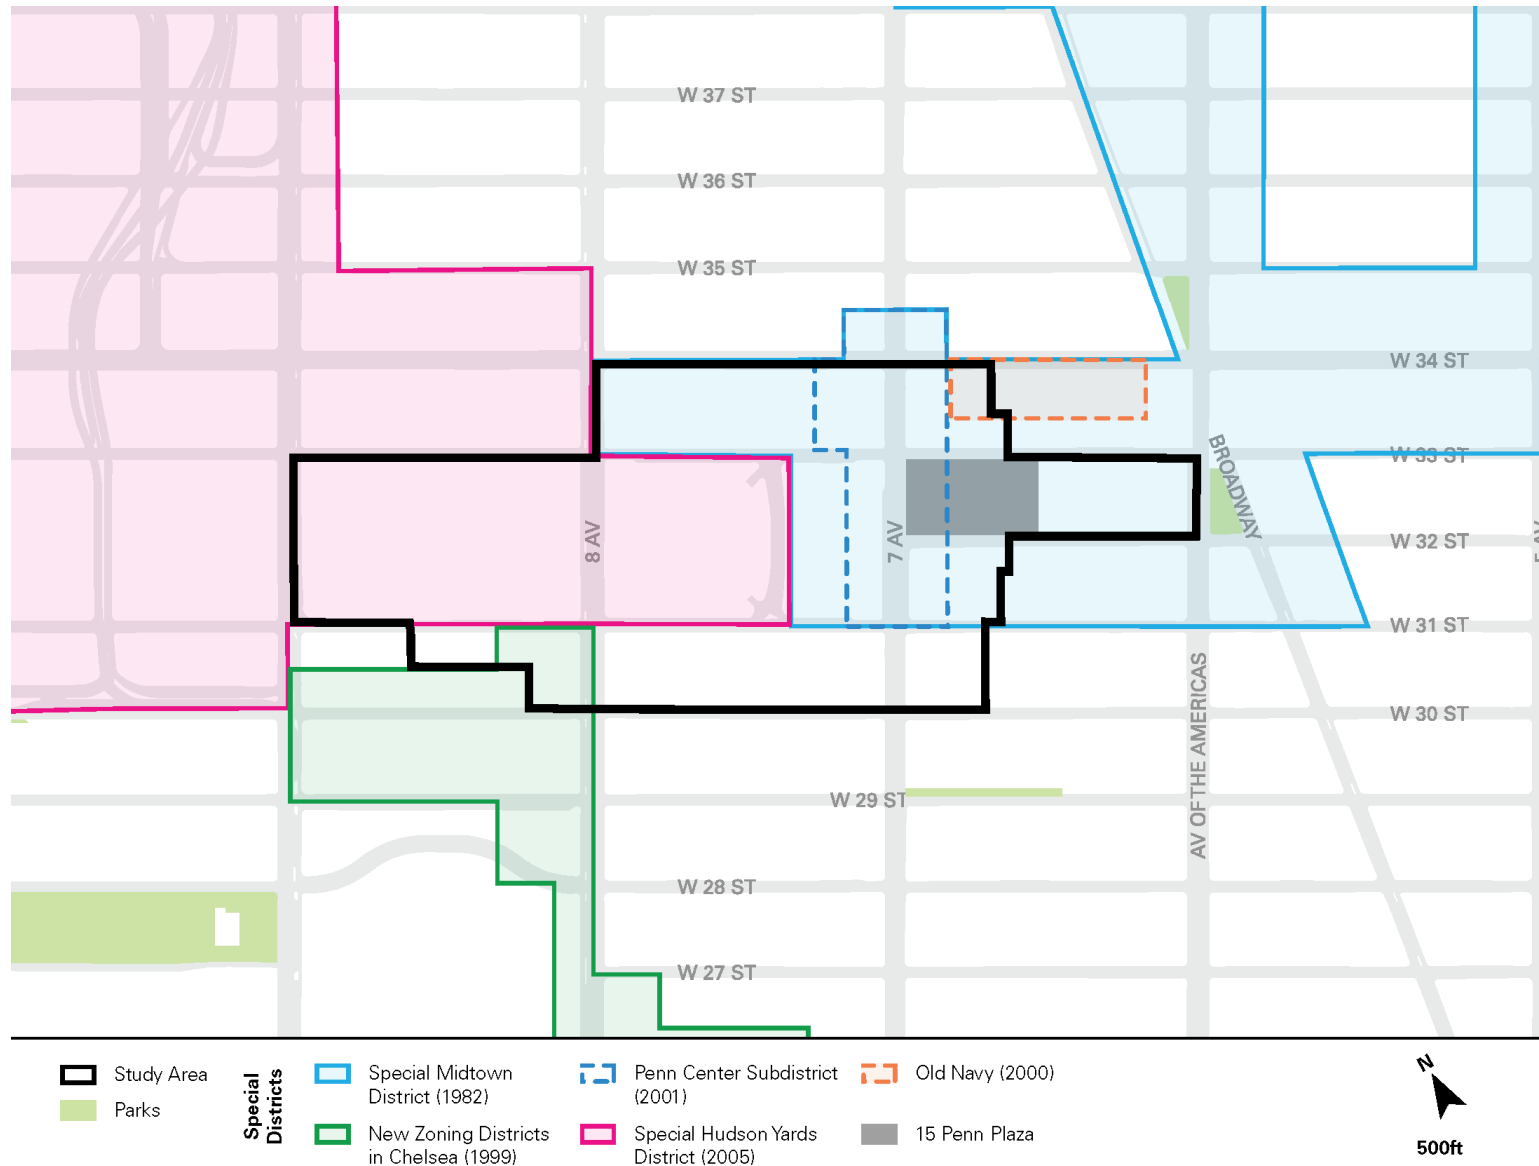 W 37 ST
W 36 ST
W 35 ST
W 34 ST
BROADWAY
W 33 ST
8 AV
7 AV
W 32 ST
W 31 ST
AV OF THE AMERICAS
W 30 ST
W 29 ST
W 28 ST
W 27 ST
Study Area
Parks
Special
Districts
Special Midtown
District (1982)
New Zoning Districts
in Chelsea (1999)
Penn Center Subdistrict
(2001)
Special Hudson Yards
District (2005)
Old Navy (2000)
15 Penn Plaza
N
500ft